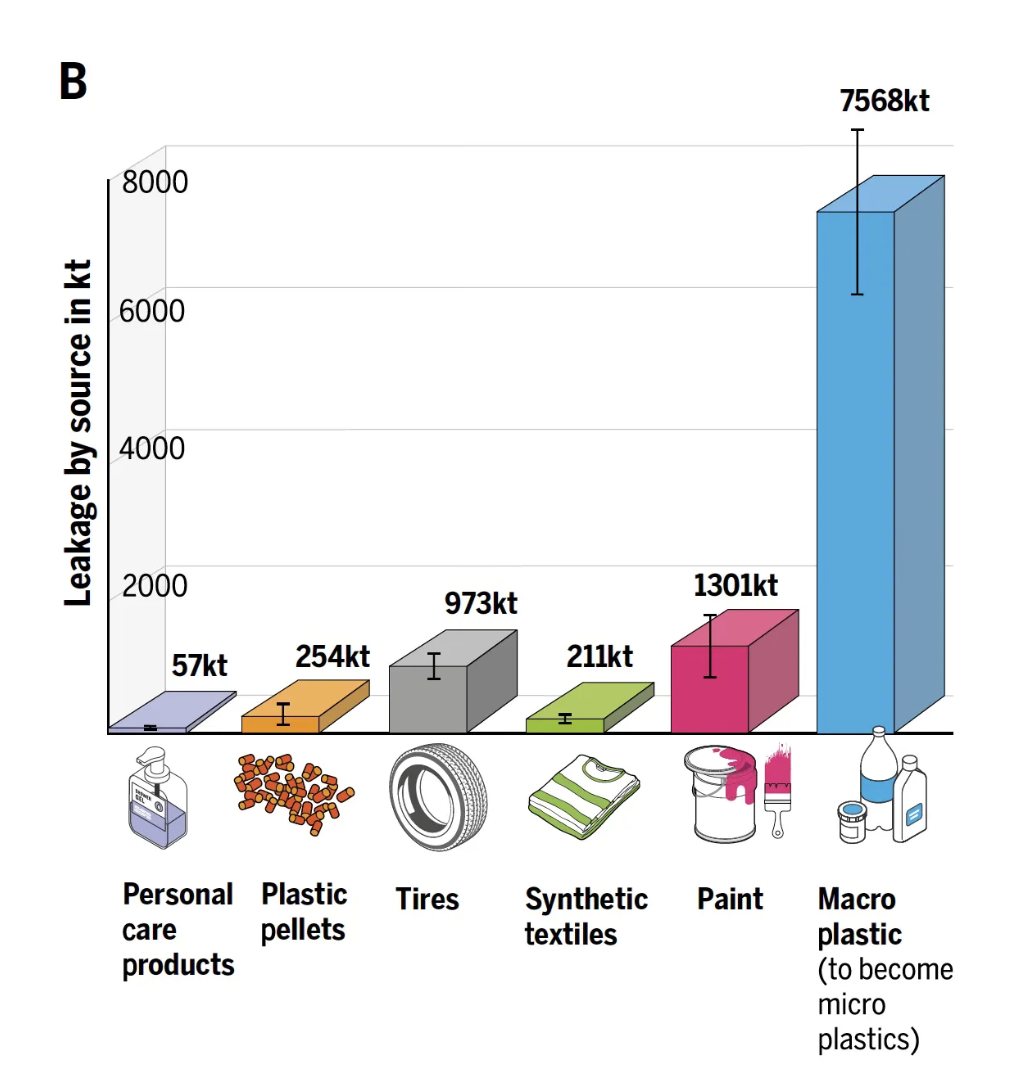 B
7568kt
8000
6000
4000
2000
Leakage by source in kt
57kt
254kt
973kt
211kt
1301kt
Personal
care
products
Plastic
pellets
Tires
Synthetic
textiles
Paint
Macro
plastic
(to become
micro
plastics)